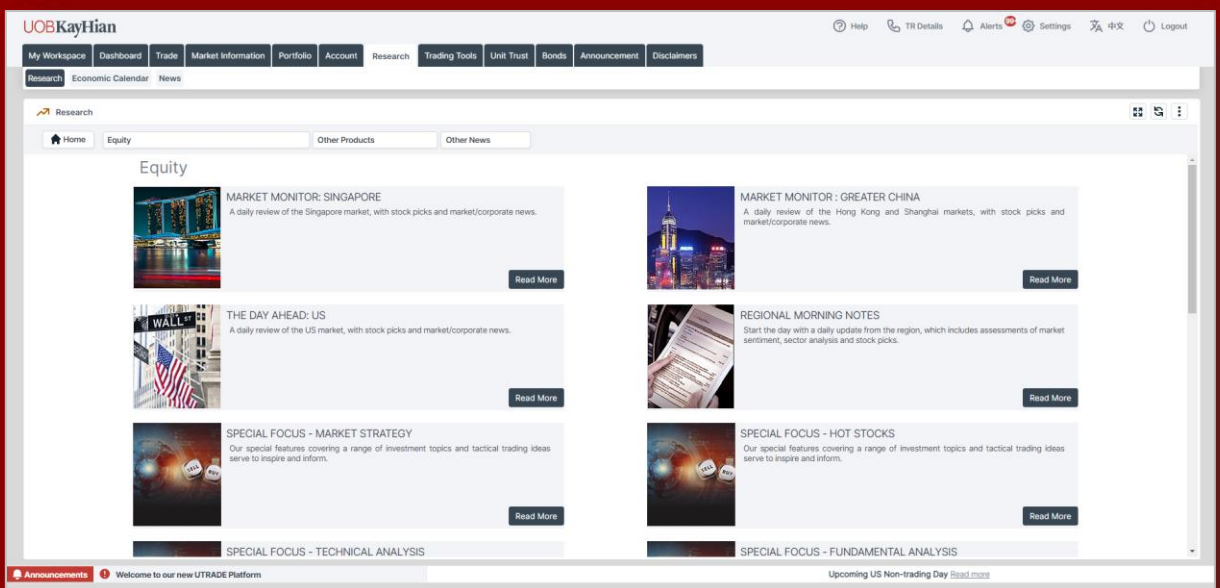 UOBKayHian
Help
TR Details
Alerts
99+
Settings
中文
Logout
My Workspace
Dashboard
Trade
Market Information
Portfolio
Account
Research
Trading Tools
Unit Trust
Bonds
Announcement
Disclaimers
Research
Economic Calendar
News
Research
Home
Equity
Other Products
Other News
Equity
MARKET MONITOR: SINGAPORE
A daily review of the Singapore market, with stock picks and market/corporate news.
Read More
MARKET MONITOR : GREATER CHINA
A daily review of the Hong Kong and Shanghai markets, with stock picks and
market/corporate news.
Read More
WALL ST
THE DAY AHEAD: US
A daily review of the US market, with stock picks and market/corporate news.
Read More
REGIONAL MORNING NOTES
Start the day with a daily update from the region, which includes assessments of market
sentiment, sector analysis and stock picks.
Read More
SELL
BUY
SPECIAL FOCUS - MARKET STRATEGY
Our special features covering a range of investment topics and tactical trading ideas
serve to inspire and inform.
Read More
SELL
BUY
SPECIAL FOCUS - HOT STOCKS
Our special features covering a range of investment topics and tactical trading ideas
serve to inspire and inform.
Read More
SPECIAL FOCUS - TECHNICAL ANALYSIS
SPECIAL FOCUS - FUNDAMENTAL ANALYSIS
Announcements
Welcome to our new UTRADE Platform
Upcoming US Non-trading Day Read more